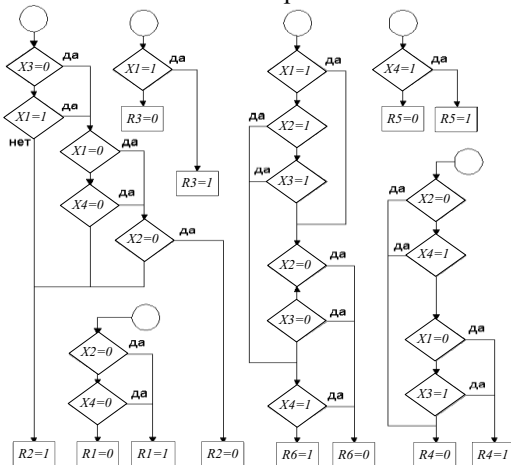 X3=0
да
X1=1
да
нет
X1=0
да
X4=0
да
X2=0
да
X1=1
да
R3=0
R3=1
X2=0
да
X4=0
да
R2=1
R1=0
R1=1
R2=0
X1=1
да
да
X2=1
да
X3=1
X2=0
да
X3=0
да
X4=1
да
R6=1
R6=0
X4=1
да
R5=0
R5=1
да
X2=0
да
X4=1
X1=0
да
X3=1
да
R4=0
R4=1